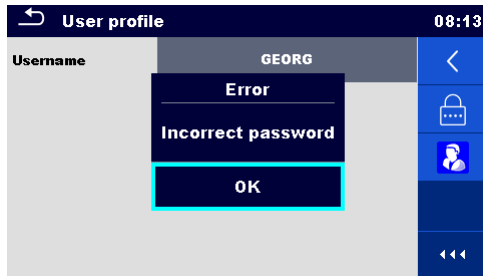 User profile 08:13
Username GEORG
Error
Incorrect password
OK